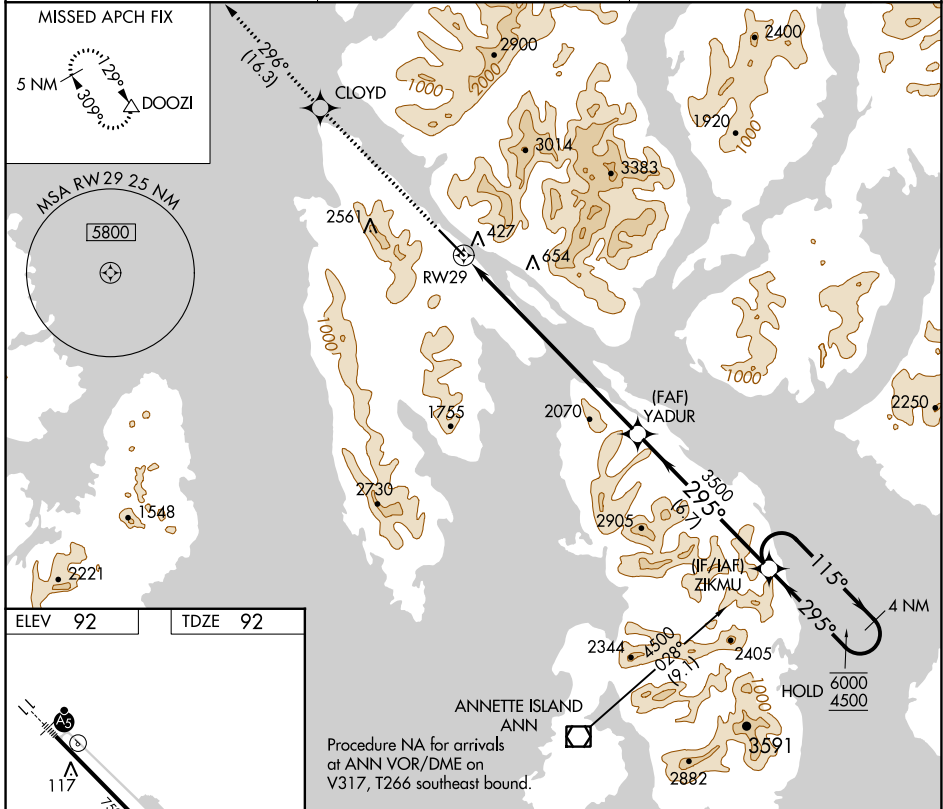 MISSED APCH FIX
5 NM
129°
309°
DOOZI
296°
(16.3)
CLOYD
2900
2000
1000
2400
1920
1000
3014
3383
MSA RW29 25 NM
5800
2561
427
654
RW29
1000
1000
1755
2070
(FAF)
YADUR
2250
2730
3500
295°
(6.7)
2905
1548
2221
(IF/IAF)
ZIKMU
115°
295°
4 NM
ELEV 92
TDZE 92
2344
4500
028°
(9.1)
2405
HOLD
6000
4500
1000
ANNETTE ISLAND
ANN
3591
2882
Procedure NA for arrivals
at ANN VOR/DME on
V317, T266 southeast bound.
A5
P
117